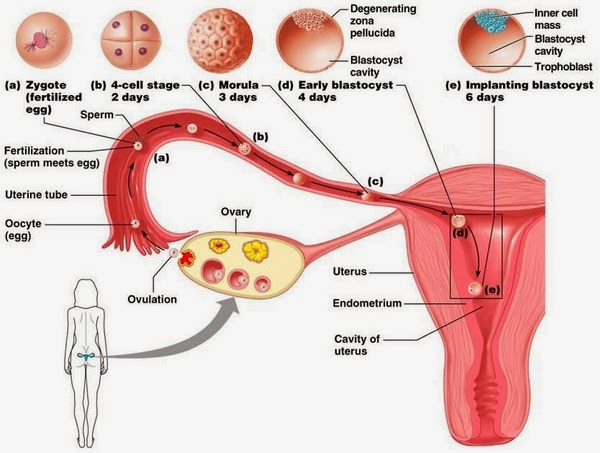 Degenerating
zona
pellucida
Blastocyst
cavity
Inner cell
mass
Blastocyst
cavity
Trophoblast
(a) Zygote
(fertilized
egg)
(b) 4-cell stage
2 days
(c) Morula
3 days
(d) Early blastocyst
4 days
(e) Implanting blastocyst
6 days
Sperm
Fertilization
(sperm meets egg)
(a)
(b)
(c)
Uterine tube
Oocyte
(egg)
Ovary
Ovulation
(d)
(e)
Uterus
Endometrium
Cavity of
uterus